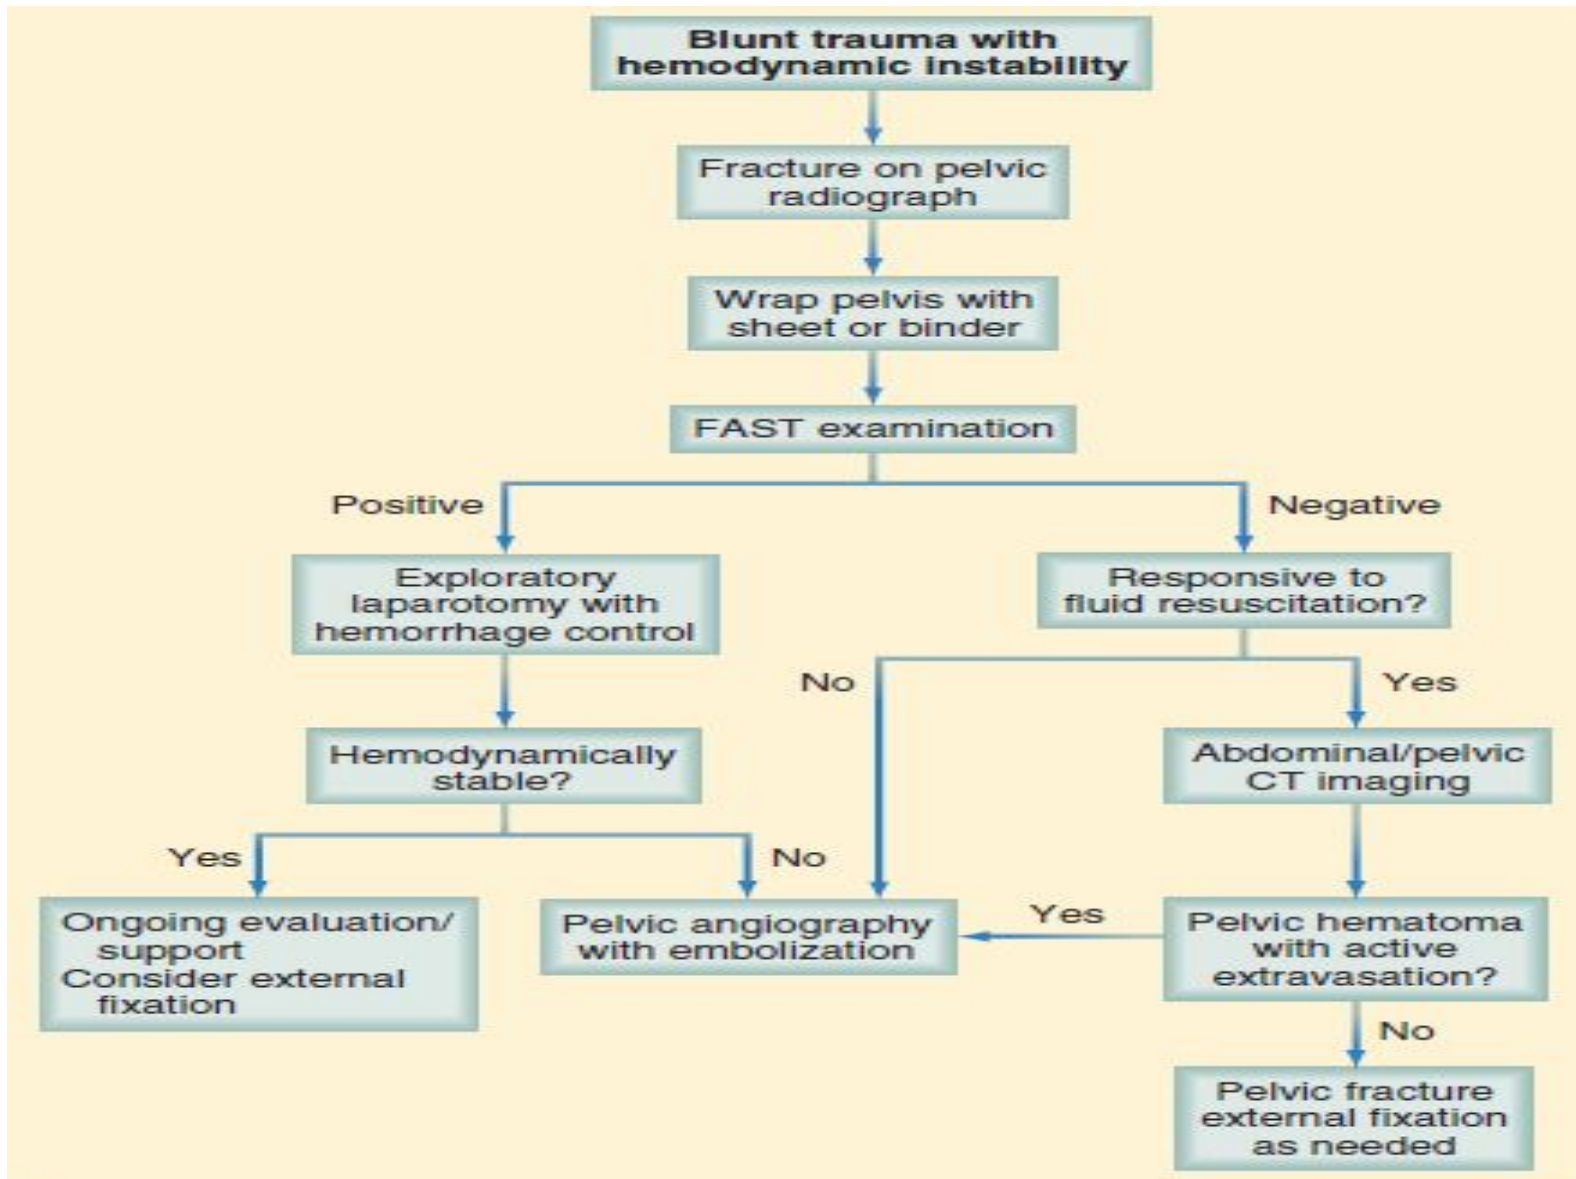 Blunt trauma with
hemodynamic instability
Fracture on pelvic
radiograph
Wrap pelvis with
sheet or binder
FAST examination
Positive
Negative
Exploratory
laparotomy with
hemorrhage control
Responsive to
fluid resuscitation?
No
Yes
Hemodynamically
stable?
Abdominal/pelvic
CT imaging
Yes
No
Ongoing evaluation/
support
Consider external
fixation
Pelvic angiography
with embolization
Yes
Pelvic hematoma
with active
extravasation?
No
Pelvic fracture
external fixation
as needed